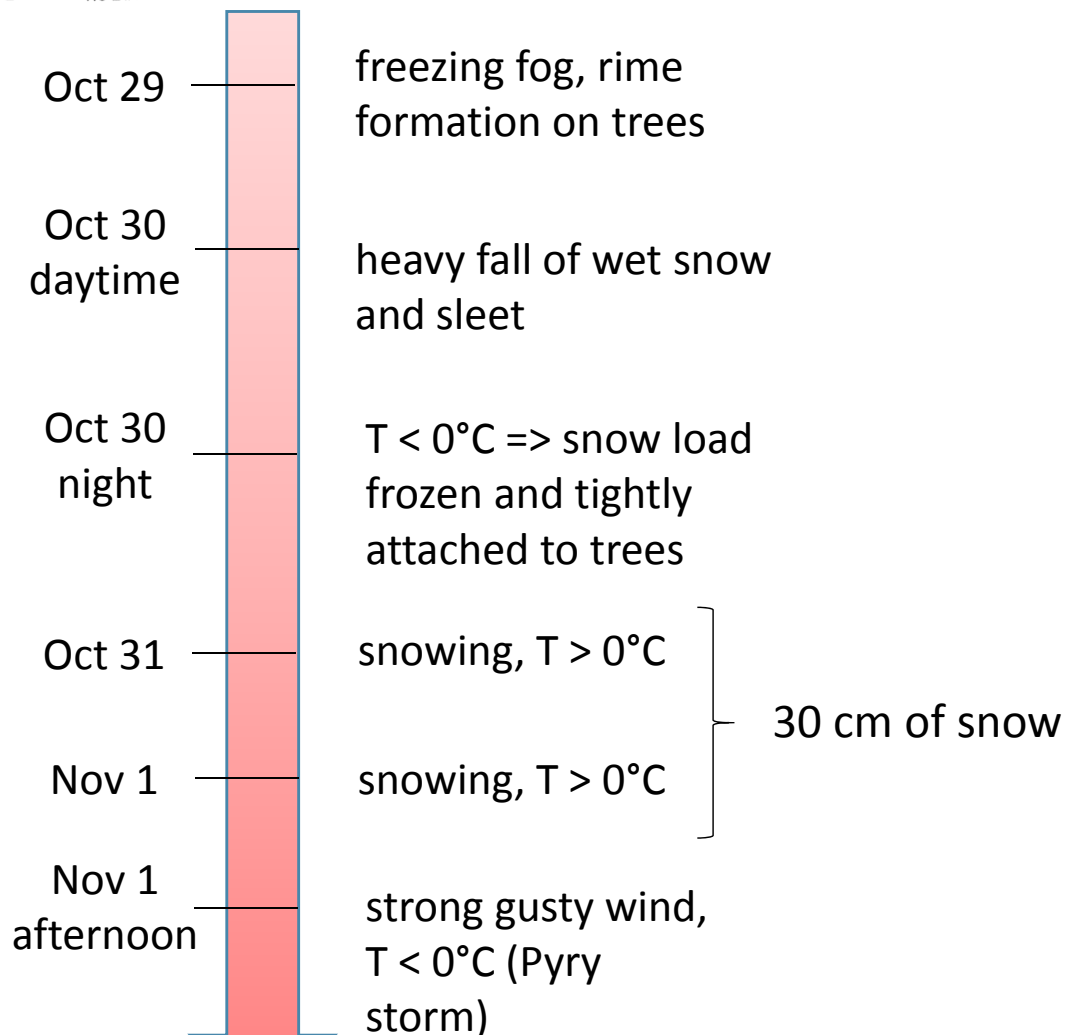 Oct 29
freezing fog, rime
formation on trees
Oct 30
daytime
heavy fall of wet snow
and sleet
Oct 30
night
T < 0°C => snow load
frozen and tightly
attached to trees
Oct 31
snowing, T > 0°C
30 cm of snow
Nov 1
snowing, T > 0°C
Nov 1
afternoon
strong gusty wind,
T < 0°C (Pyry
storm)